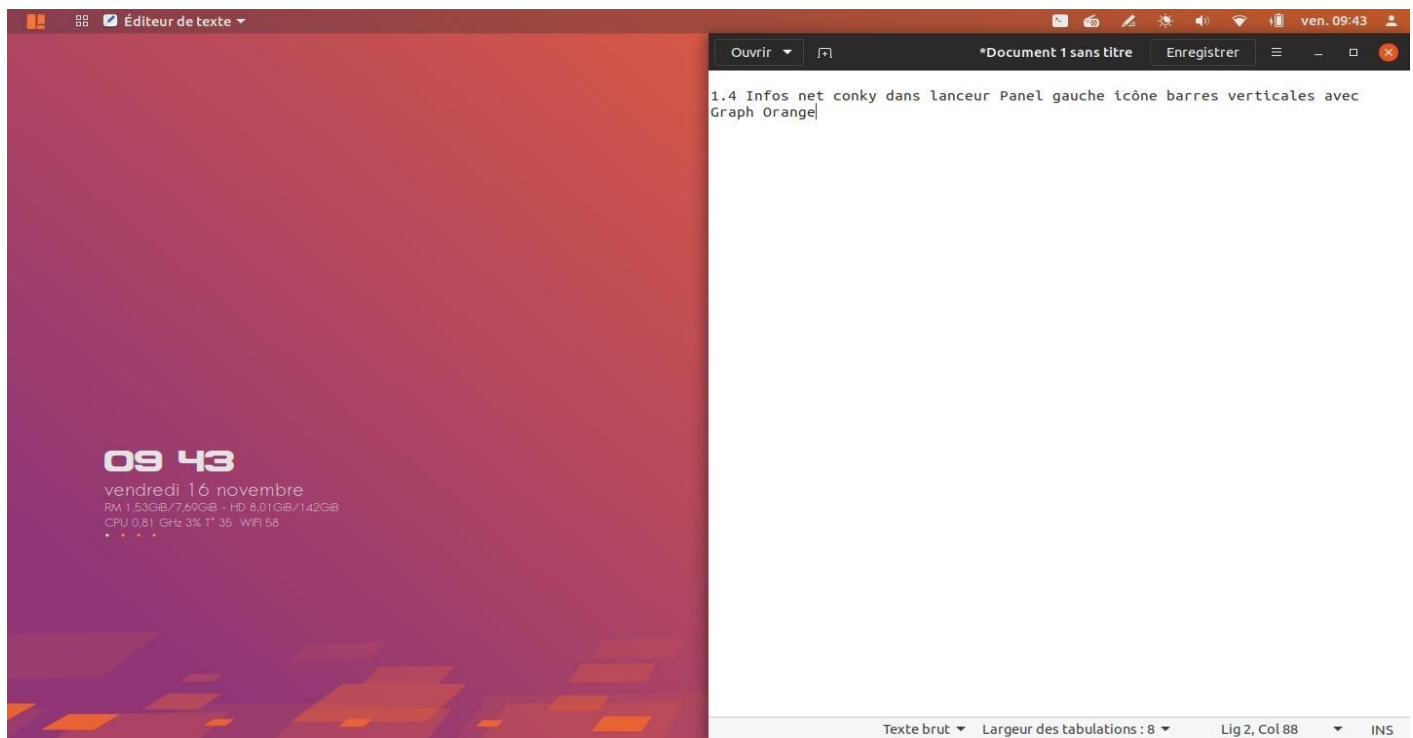 Éditeur de texte
ven. 09:43
Ouvrir
*Document 1 sans titre
Enregistrer
1.4 Infos net conky dans lanceur Panel gauche icône barres verticales avec
Graph Orange
09 43
vendredi 16 novembre
RM 1,53GiB/7,69GiB - HD 8,01GiB/142GiB
CPU 0,81 GHz 3% T° 35 WIFI 58
Texte brut
Largeur des tabulations : 8
Lig 2, Col 88
INS